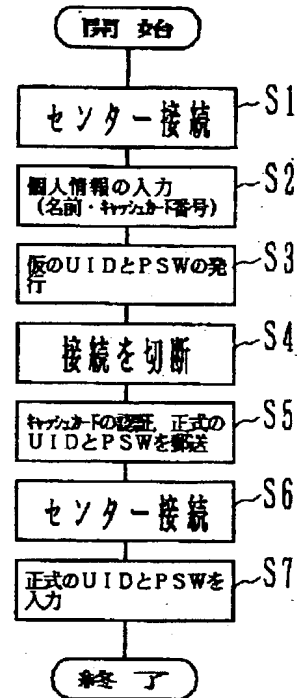 開始
センター接続
S1
個人情報の入力
(名前・キャッシュカード番号)
S2
仮のUIDとPSWの発
行
S3
接続を切断
S4
キャッシュカードの認証，正式の
UIDとPSWを郵送
S5
センター接続
S6
正式のUIDとPSWを
入力
S7
終了